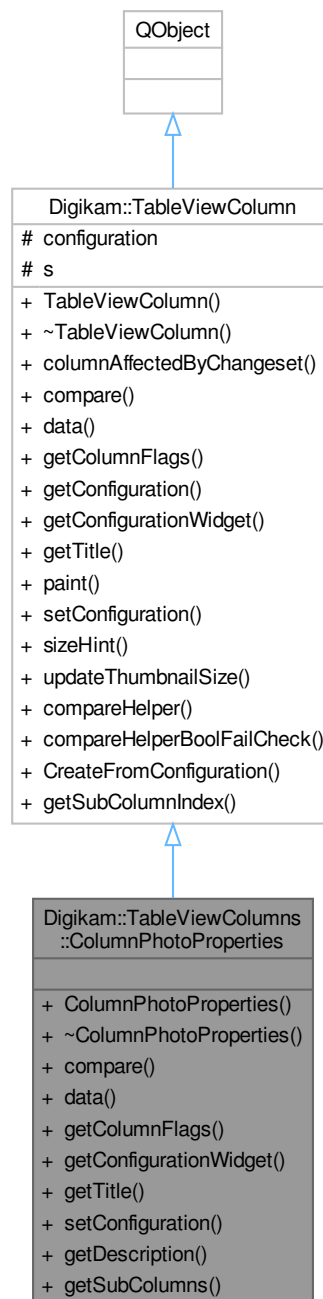 QObject
Digikam::TableViewColumn
# configuration
# s
+ TableViewColumn()
+ ~TableViewColumn()
+ columnAffectedByChangeset()
+ compare()
+ data()
+ getColumnFlags()
+ getConfiguration()
+ getConfigurationWidget()
+ getTitle()
+ paint()
+ setConfiguration()
+ sizeHint()
+ updateThumbnailSize()
+ compareHelper()
+ compareHelperBoolFailCheck()
+ CreateFromConfiguration()
+ getSubColumnIndex()
Digikam::TableViewColumns
::ColumnPhotoProperties
+ ColumnPhotoProperties()
+ ~ColumnPhotoProperties()
+ compare()
+ data()
+ getColumnFlags()
+ getConfigurationWidget()
+ getTitle()
+ setConfiguration()
+ getDescription()
+ getSubColumns()